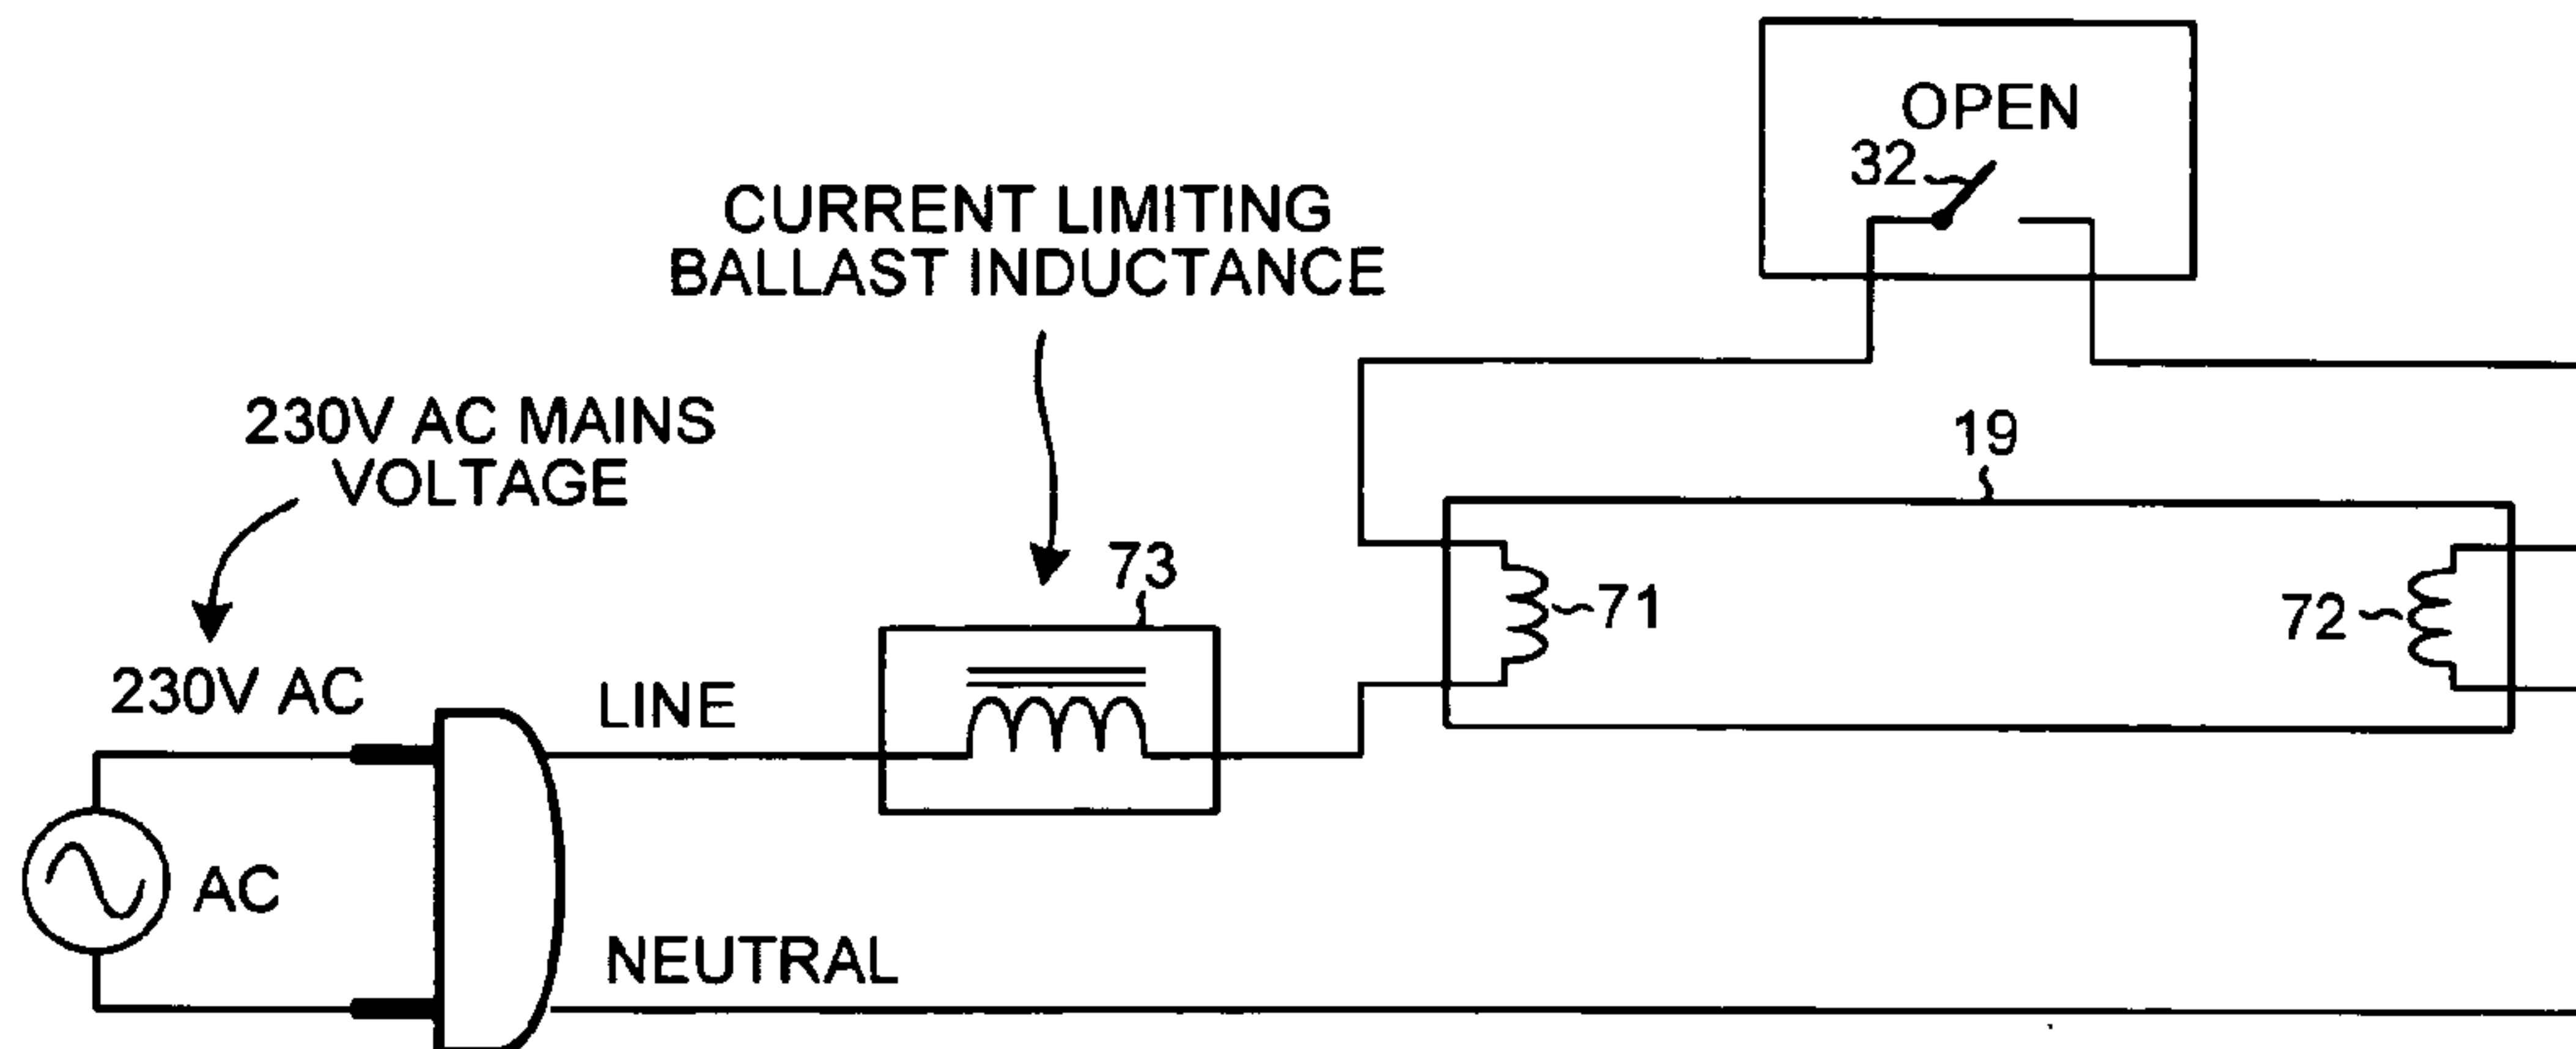 OPEN
32
CURRENT LIMITING
BALLAST INDUCTANCE
230V AC MAINS
VOLTAGE
19
73
71
72
230V AC
LINE
AC
NEUTRAL